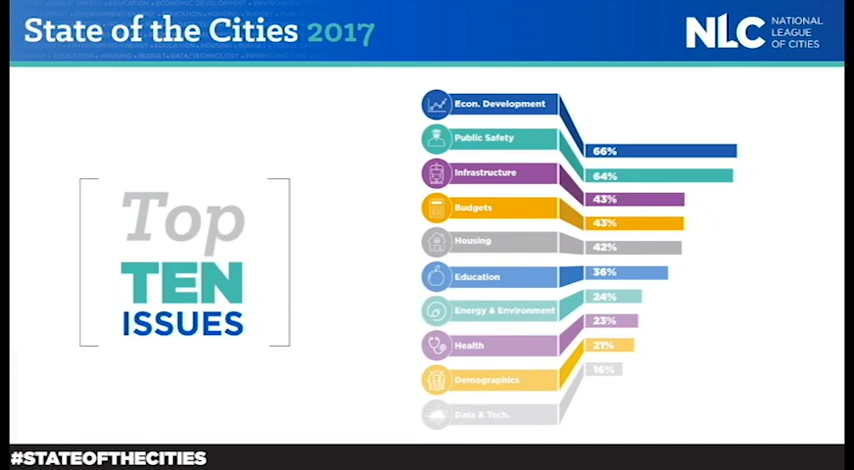 State of the Cities 2017
NLC NATIONAL
LEAGUE
OF CITIES
Top
TEN
ISSUES
Econ. Development
Public Safety
Infrastructure
Budgets
Housing
Education
Energy & Environment
Health
Demographics
Data & Tech.
66%
64%
43%
43%
42%
36%
24%
23%
21%
16%
#STATEOFTHECITIES